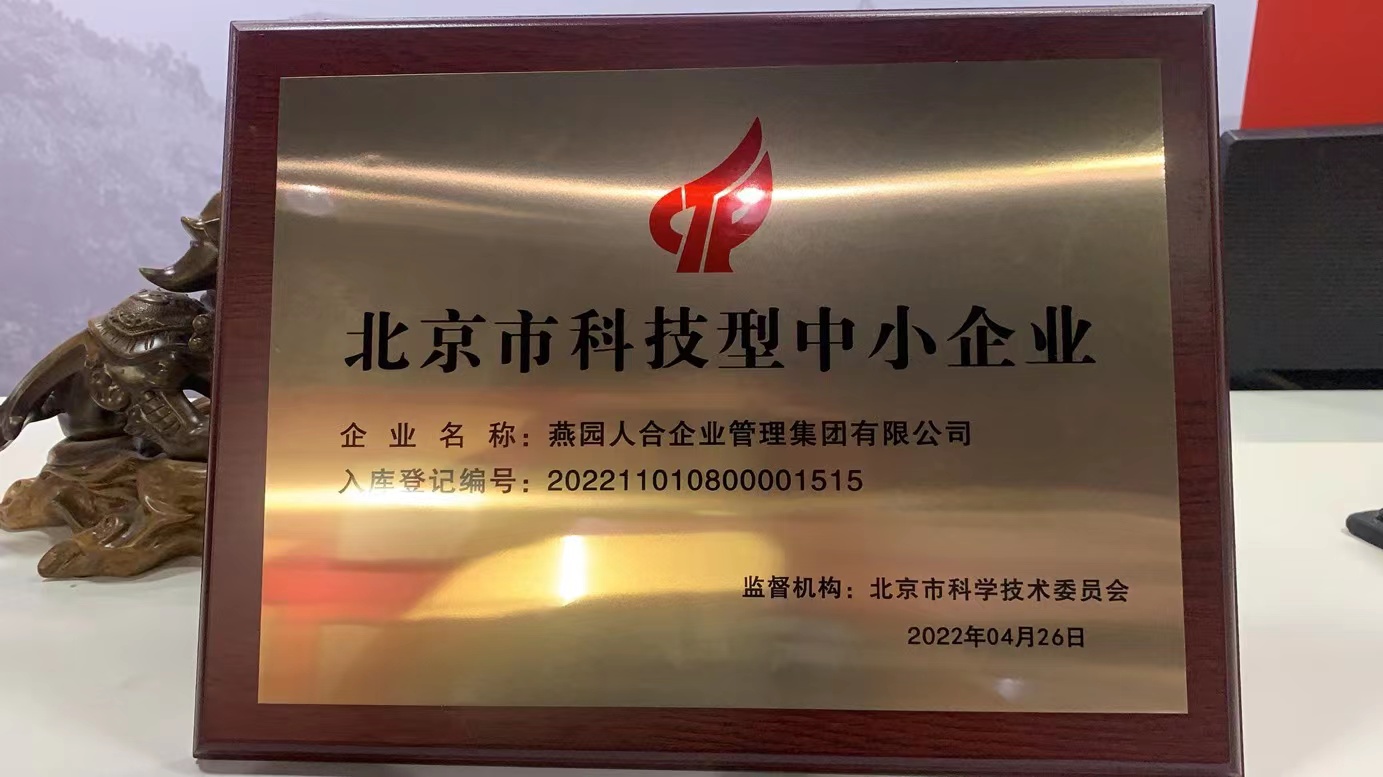 北京市科技型中小企业
企业名称：燕园人合企业管理集团有限公司
入库登记编号：202211010800001515
监督机构：北京市科学技术委员会
2022年04月26日